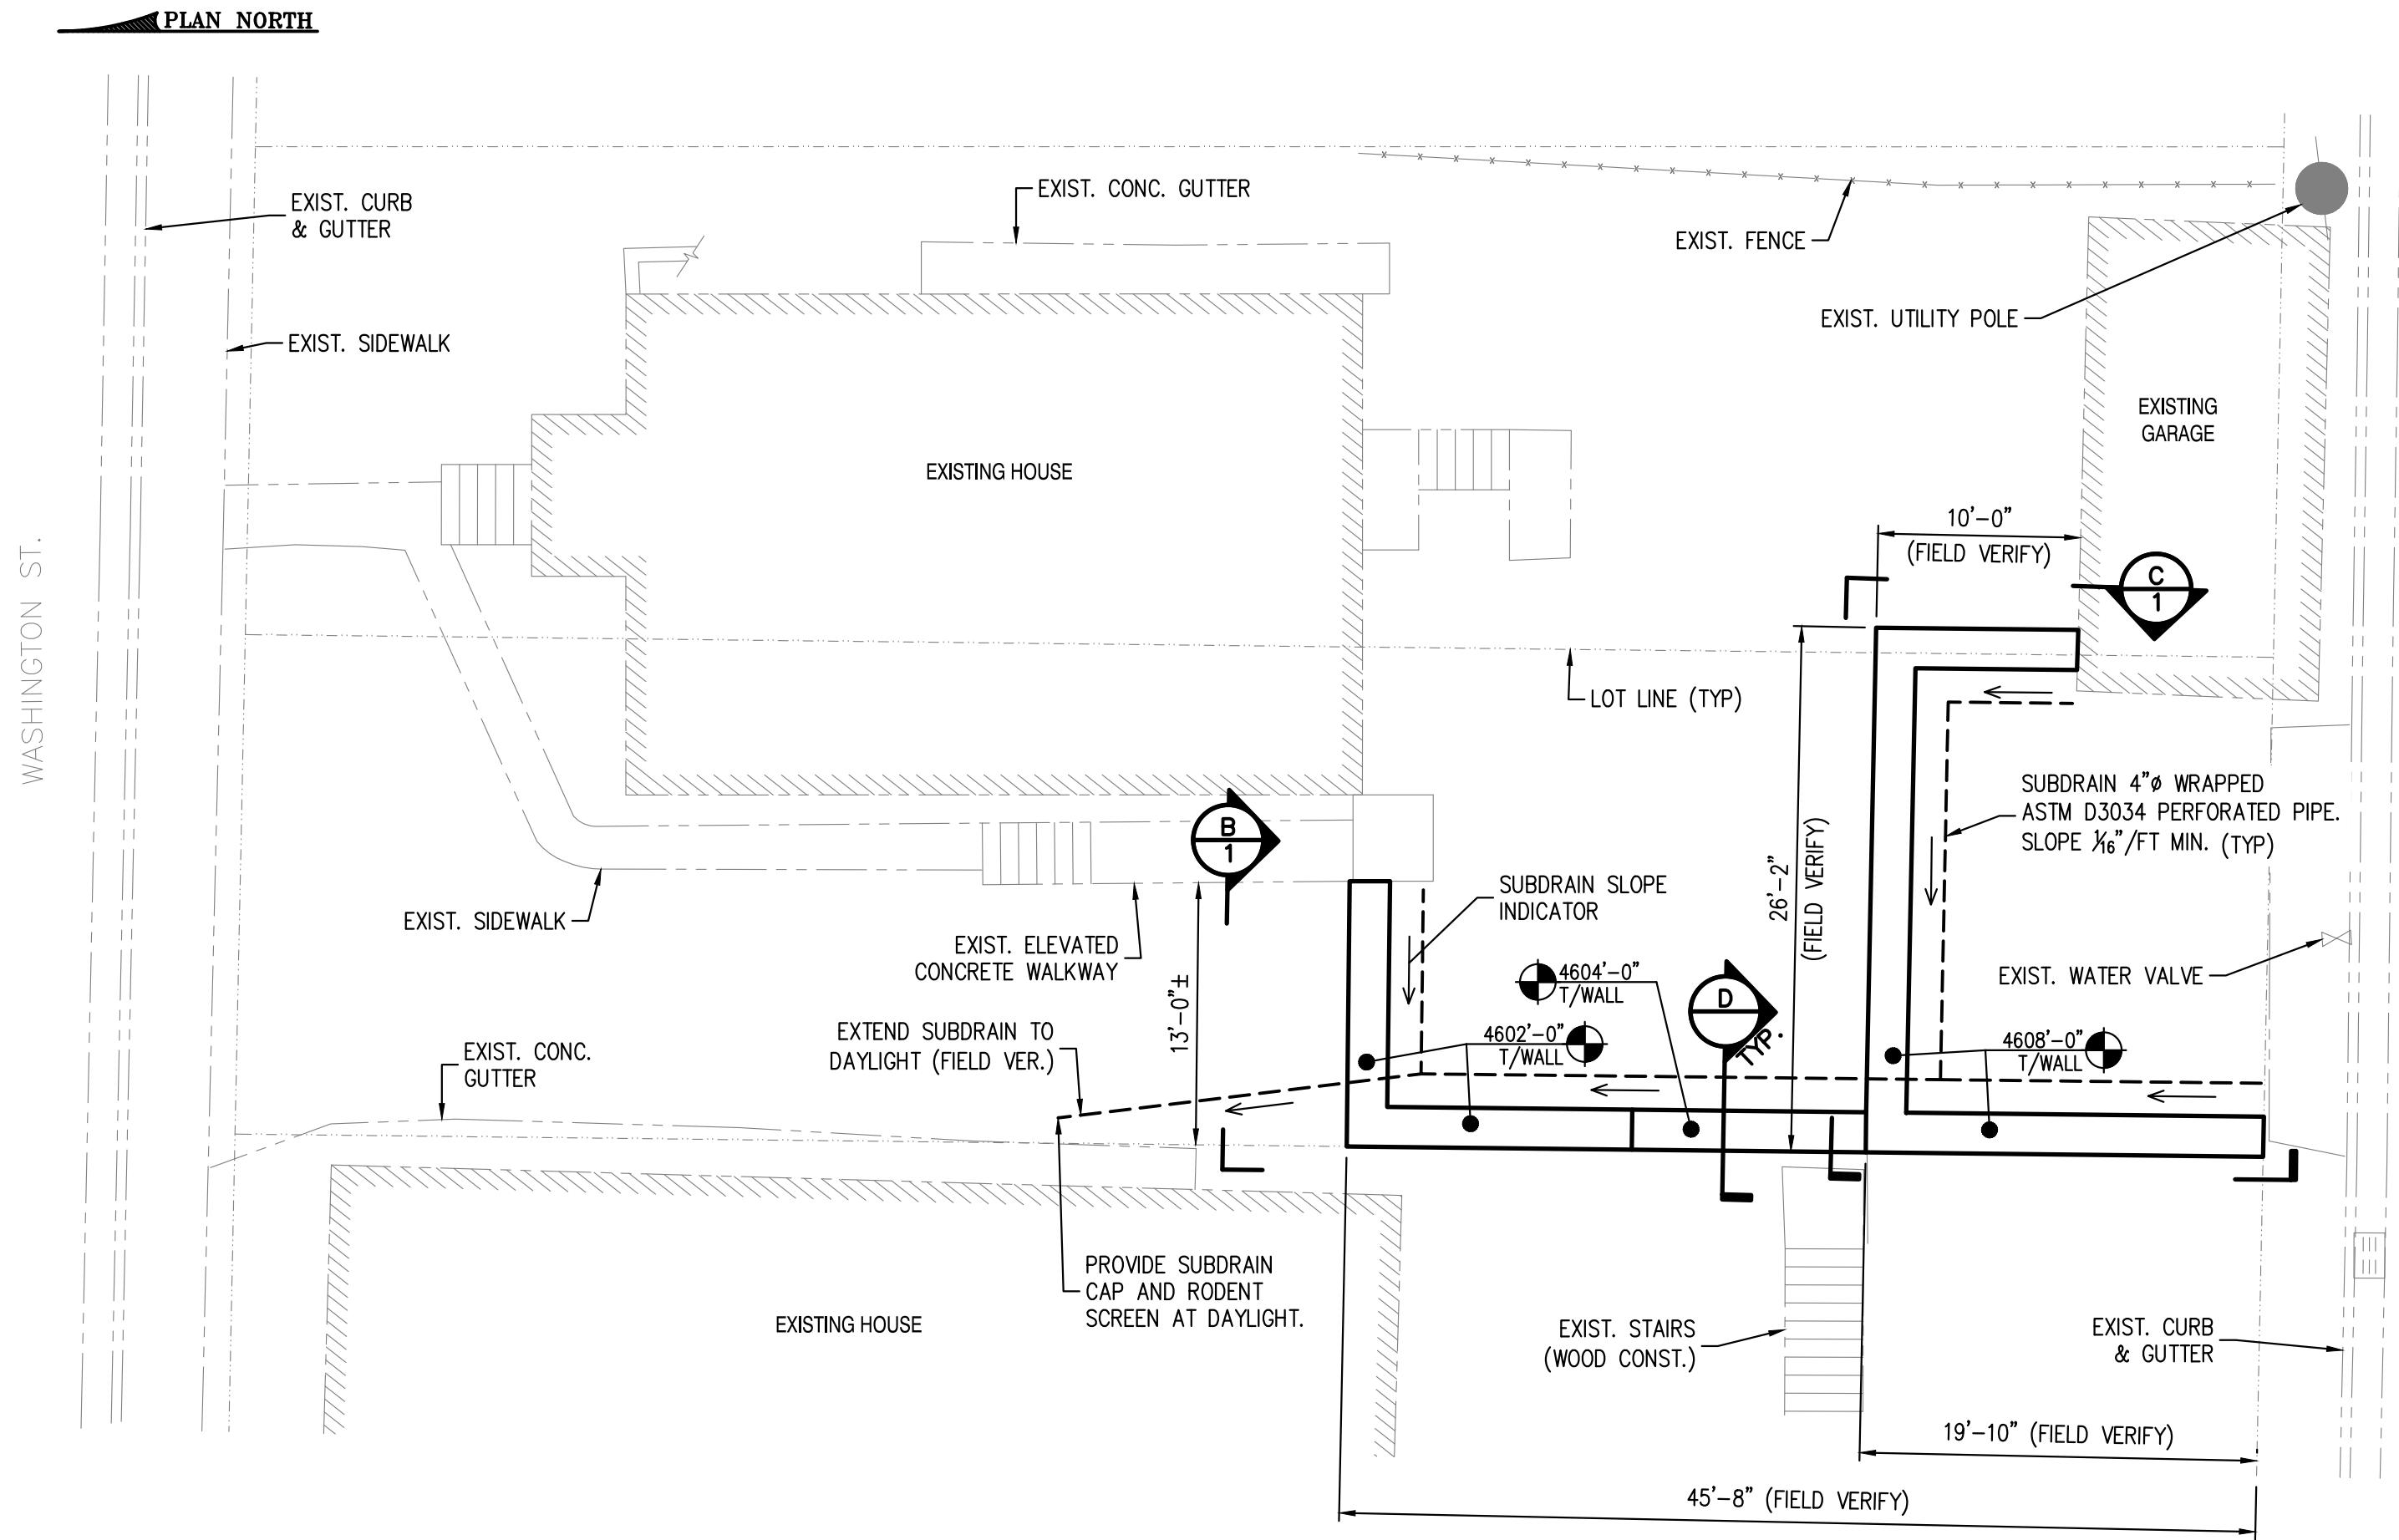 PLAN NORTH
EXIST. CURB
& GUTTER
EXIST. CONC. GUTTER
EXIST. FENCE
EXIST. UTILITY POLE
EXIST. SIDEWALK
EXISTING
GARAGE
EXISTING HOUSE
WASHINGTON ST.
10'-0"
(FIELD VERIFY)
C
1
LOT LINE (TYP)
SUBDRAIN 4"ø WRAPPED
ASTM D3034 PERFORATED PIPE.
SLOPE 1/16"/FT MIN. (TYP)
B
1
26'-2"
(FIELD VERIFY)
SUBDRAIN SLOPE
INDICATOR
EXIST. SIDEWALK
EXIST. ELEVATED
CONCRETE WALKWAY
13'-0"±
4604'-0"
T/WALL
D
TYP.
EXIST. WATER VALVE
EXTEND SUBDRAIN TO
DAYLIGHT (FIELD VER.)
4602'-0"
T/WALL
4608'-0"
T/WALL
EXIST. CONC.
GUTTER
PROVIDE SUBDRAIN
CAP AND RODENT
SCREEN AT DAYLIGHT.
EXISTING HOUSE
EXIST. STAIRS
(WOOD CONST.)
EXIST. CURB
& GUTTER
19'-10" (FIELD VERIFY)
45'-8" (FIELD VERIFY)